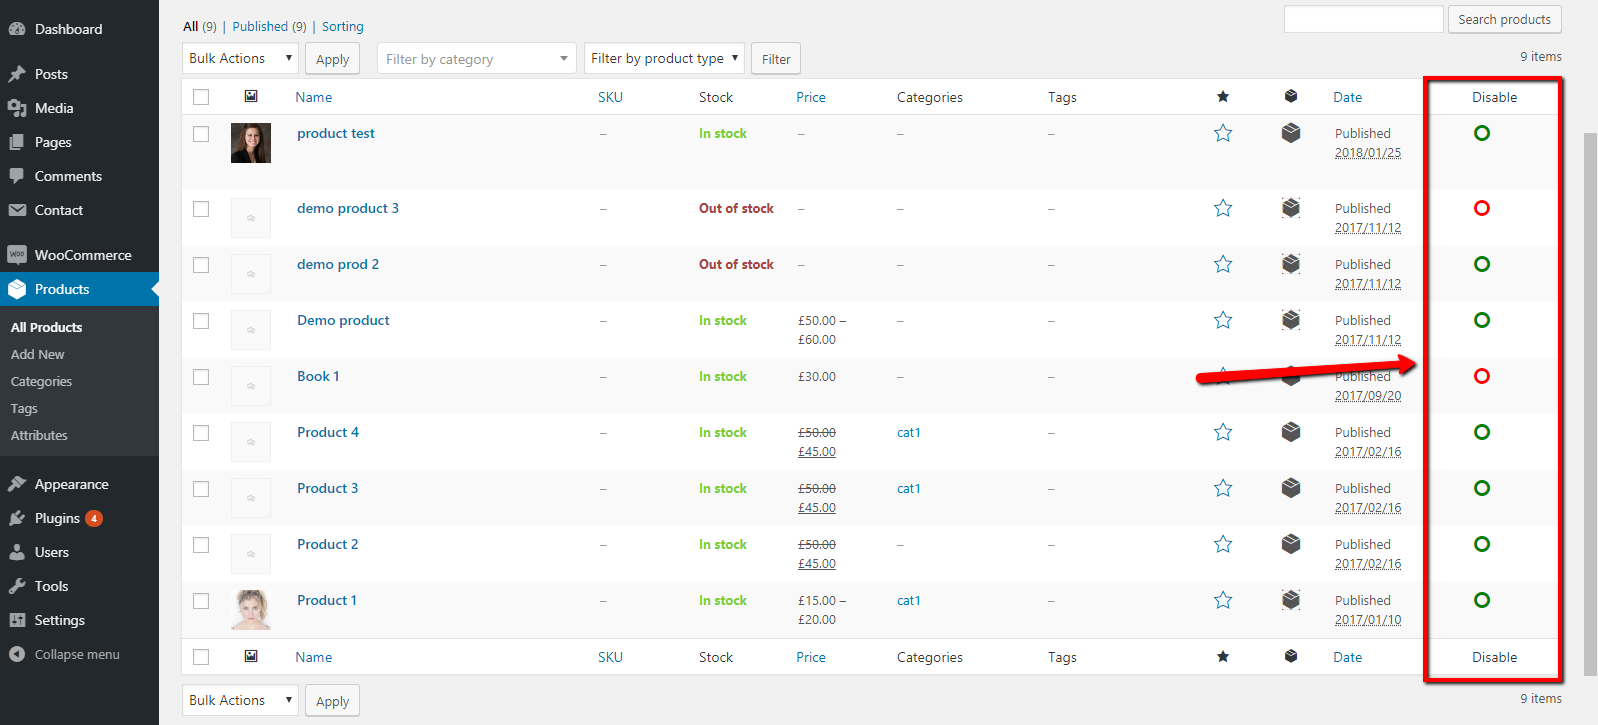 Dashboard
Posts
Media
Pages
Comments
Contact
WooCommerce
Products
All Products
Add New
Categories
Tags
Attributes
Appearance
Plugins 4
Users
Tools
Settings
Collapse menu
All (9) | Published (9) | Sorting
Search products
Bulk Actions Apply Filter by category Filter by product type Filter
9 items
Name SKU Stock Price Categories Tags Date Disable
product test – In stock – – – Published
2018/01/25
demo product 3 – Out of stock – – – Published
2017/11/12
demo prod 2 – Out of stock – – – Published
2017/11/12
Demo product – In stock £50.00 – – – Published
£60.00 2017/11/12
Book 1 – In stock £30.00 – – Published
2017/09/20
Product 4 – In stock £50.00 cat1 – Published
£45.00 2017/02/16
Product 3 – In stock £50.00 cat1 – Published
£45.00 2017/02/16
Product 2 – In stock £50.00 – – Published
£45.00 2017/02/16
Product 1 – In stock £15.00 – cat1 – Published
£20.00 2017/01/10
Name SKU Stock Price Categories Tags Date Disable
Bulk Actions Apply
9 items